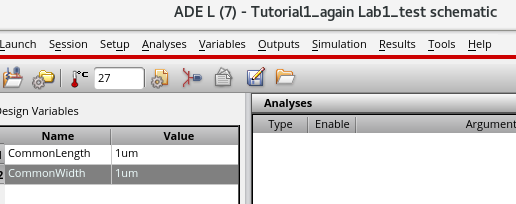 ADE L (7) - Tutorial1_again Lab1_test schematic
Launch Session Setup Analyses Variables Outputs Simulation Results Tools Help
°C 27
Design Variables
Analyses
Name Value
Type Enable Argument
CommonLength 1um
2 CommonWidth 1um